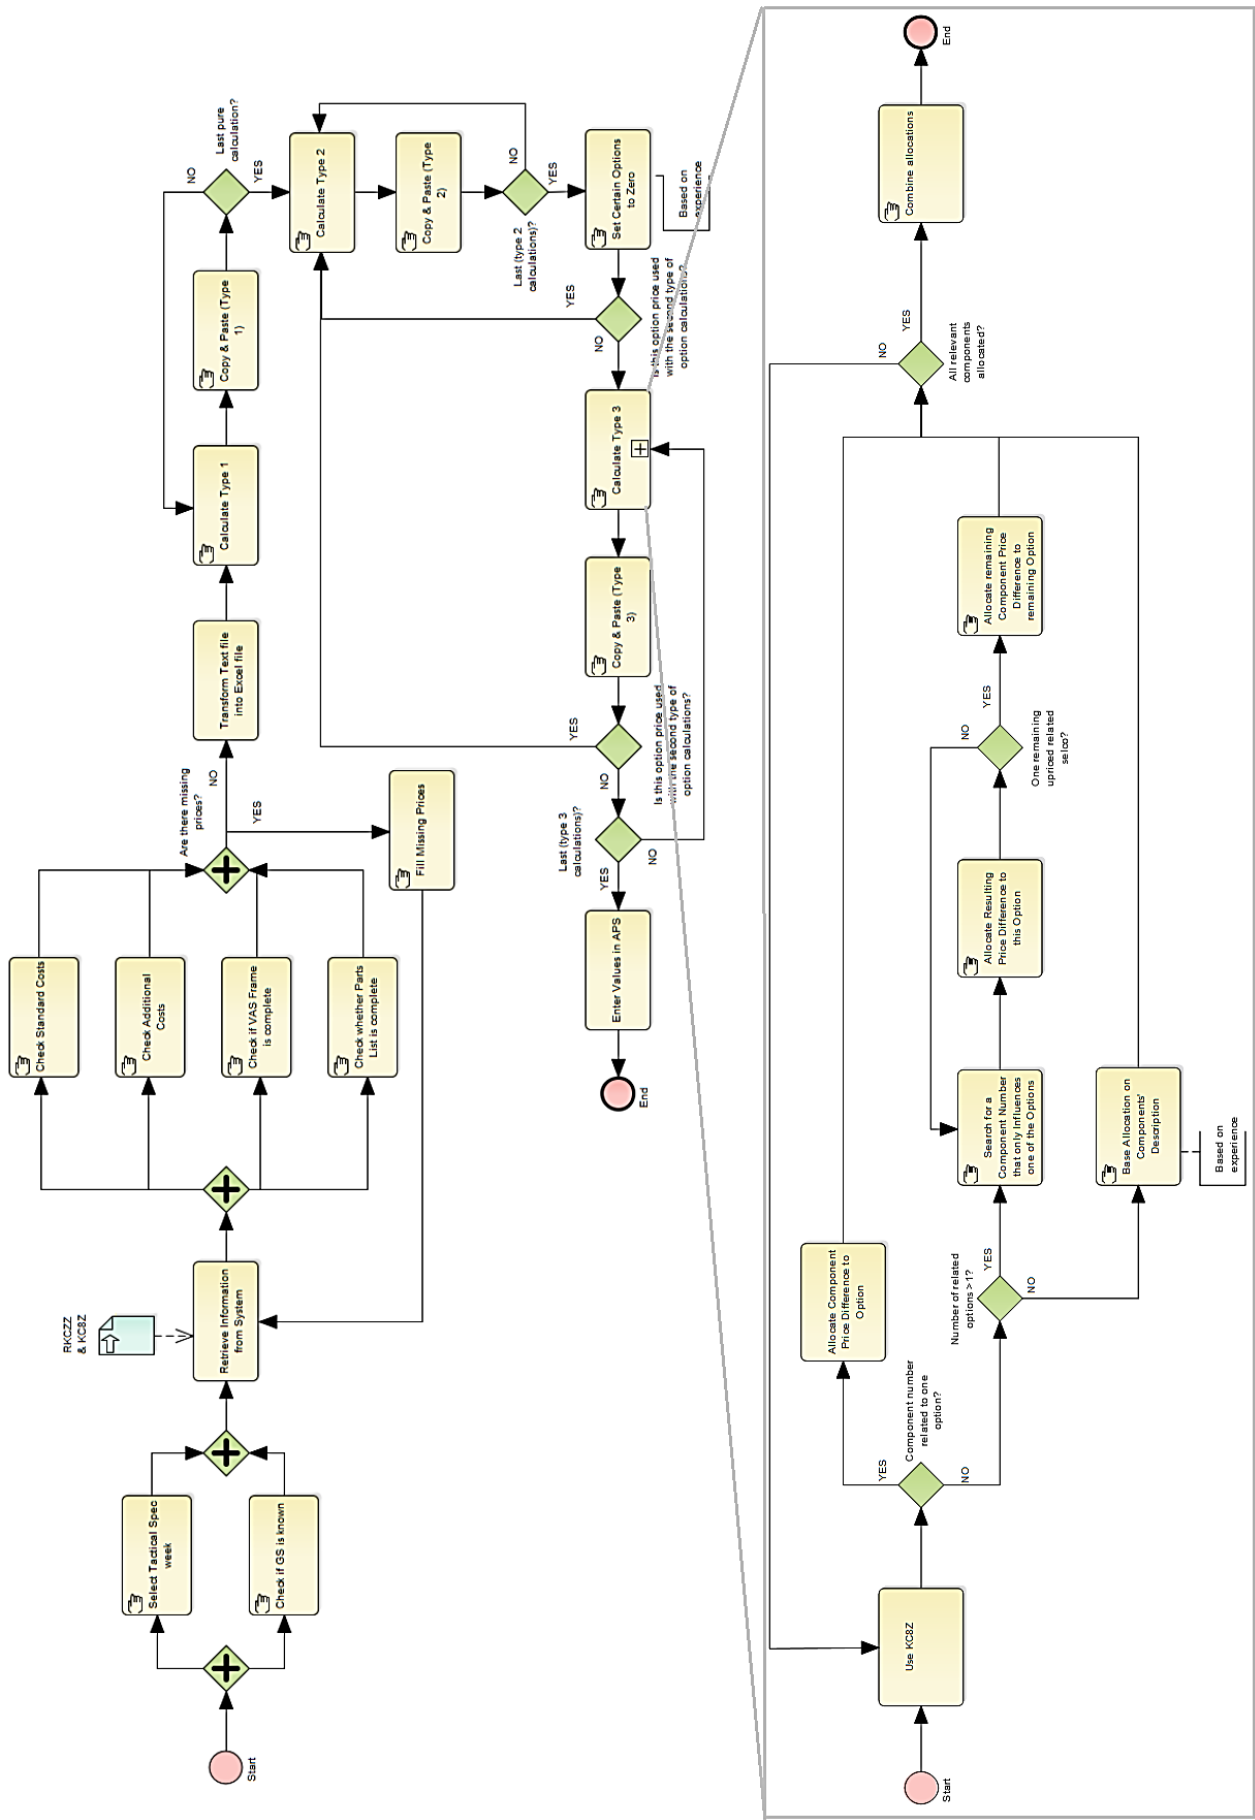 Start
Select Tactical Spec
week
Check if GS is known
RKCZZ
& KC8Z
Retrieve Information
from System
Check Standard Costs
Check Additional
Costs
Check if VAS Frame
is complete
Check whether Parts
List is complete
Are there missing
prices?
NO
YES
Fill Missing Prices
Transform Text file
into Excel file
Calculate Type 1
Copy & Paste (Type
1)
Last pure
calculation?
NO
YES
Calculate Type 2
Copy & Paste (Type
2)
Last (type 2
calculations)?
NO
YES
Set Certain Options
to Zero
Based on
experience
Is this option price used
with the second type of
option calculations?
YES
NO
Calculate Type 3
Copy & Paste (Type
3)
Is this option price used
with the second type of
option calculations?
YES
NO
Last (type 3
calculations)?
YES
NO
Enter Values in APS
End
Start
Use KC8Z
Component number
related to one
option?
YES
NO
Allocate Component
Price Difference to
Option
Number of related
options >1?
YES
NO
Search for a
Component Number
that only Influences
one of the Options
Base Allocation on
Components'
Description
Based on
experience
Allocate Resulting
Price Difference to
this Option
One remaining
upriced related
selco?
NO
YES
Allocate remaining
Component Price
Difference to
remaining Option
All relevant
components
allocated?
NO
YES
Combine allocations
End